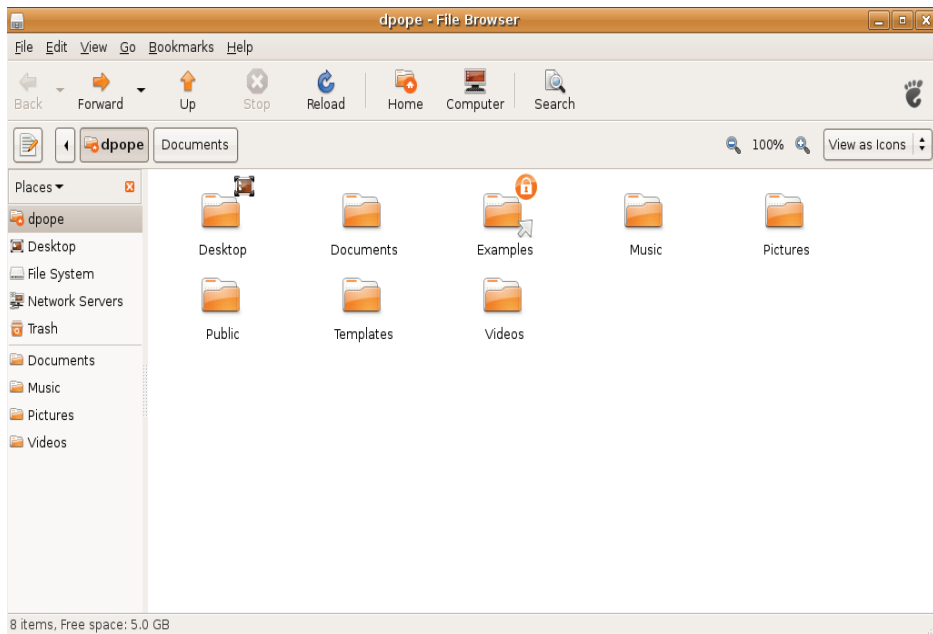 dpope - File Browser
File Edit View Go Bookmarks Help
Back Forward Up Stop Reload Home Computer Search
dpope Documents 100% View as Icons
Places
dpope
Desktop
File System
Network Servers
Trash
Documents
Music
Pictures
Videos
Desktop Documents Examples Music Pictures
Public Templates Videos
8 items, Free space: 5.0 GB